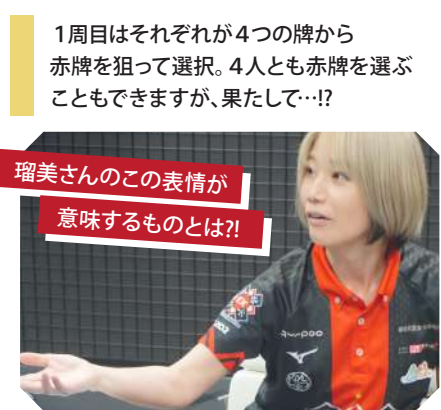 1周目はそれぞれが4つの牌から
赤牌を狙って選択。4人とも赤牌を選ぶ
こともできますが、果たして…!?
瑠美さんのこの表情が
意味するものとは?!